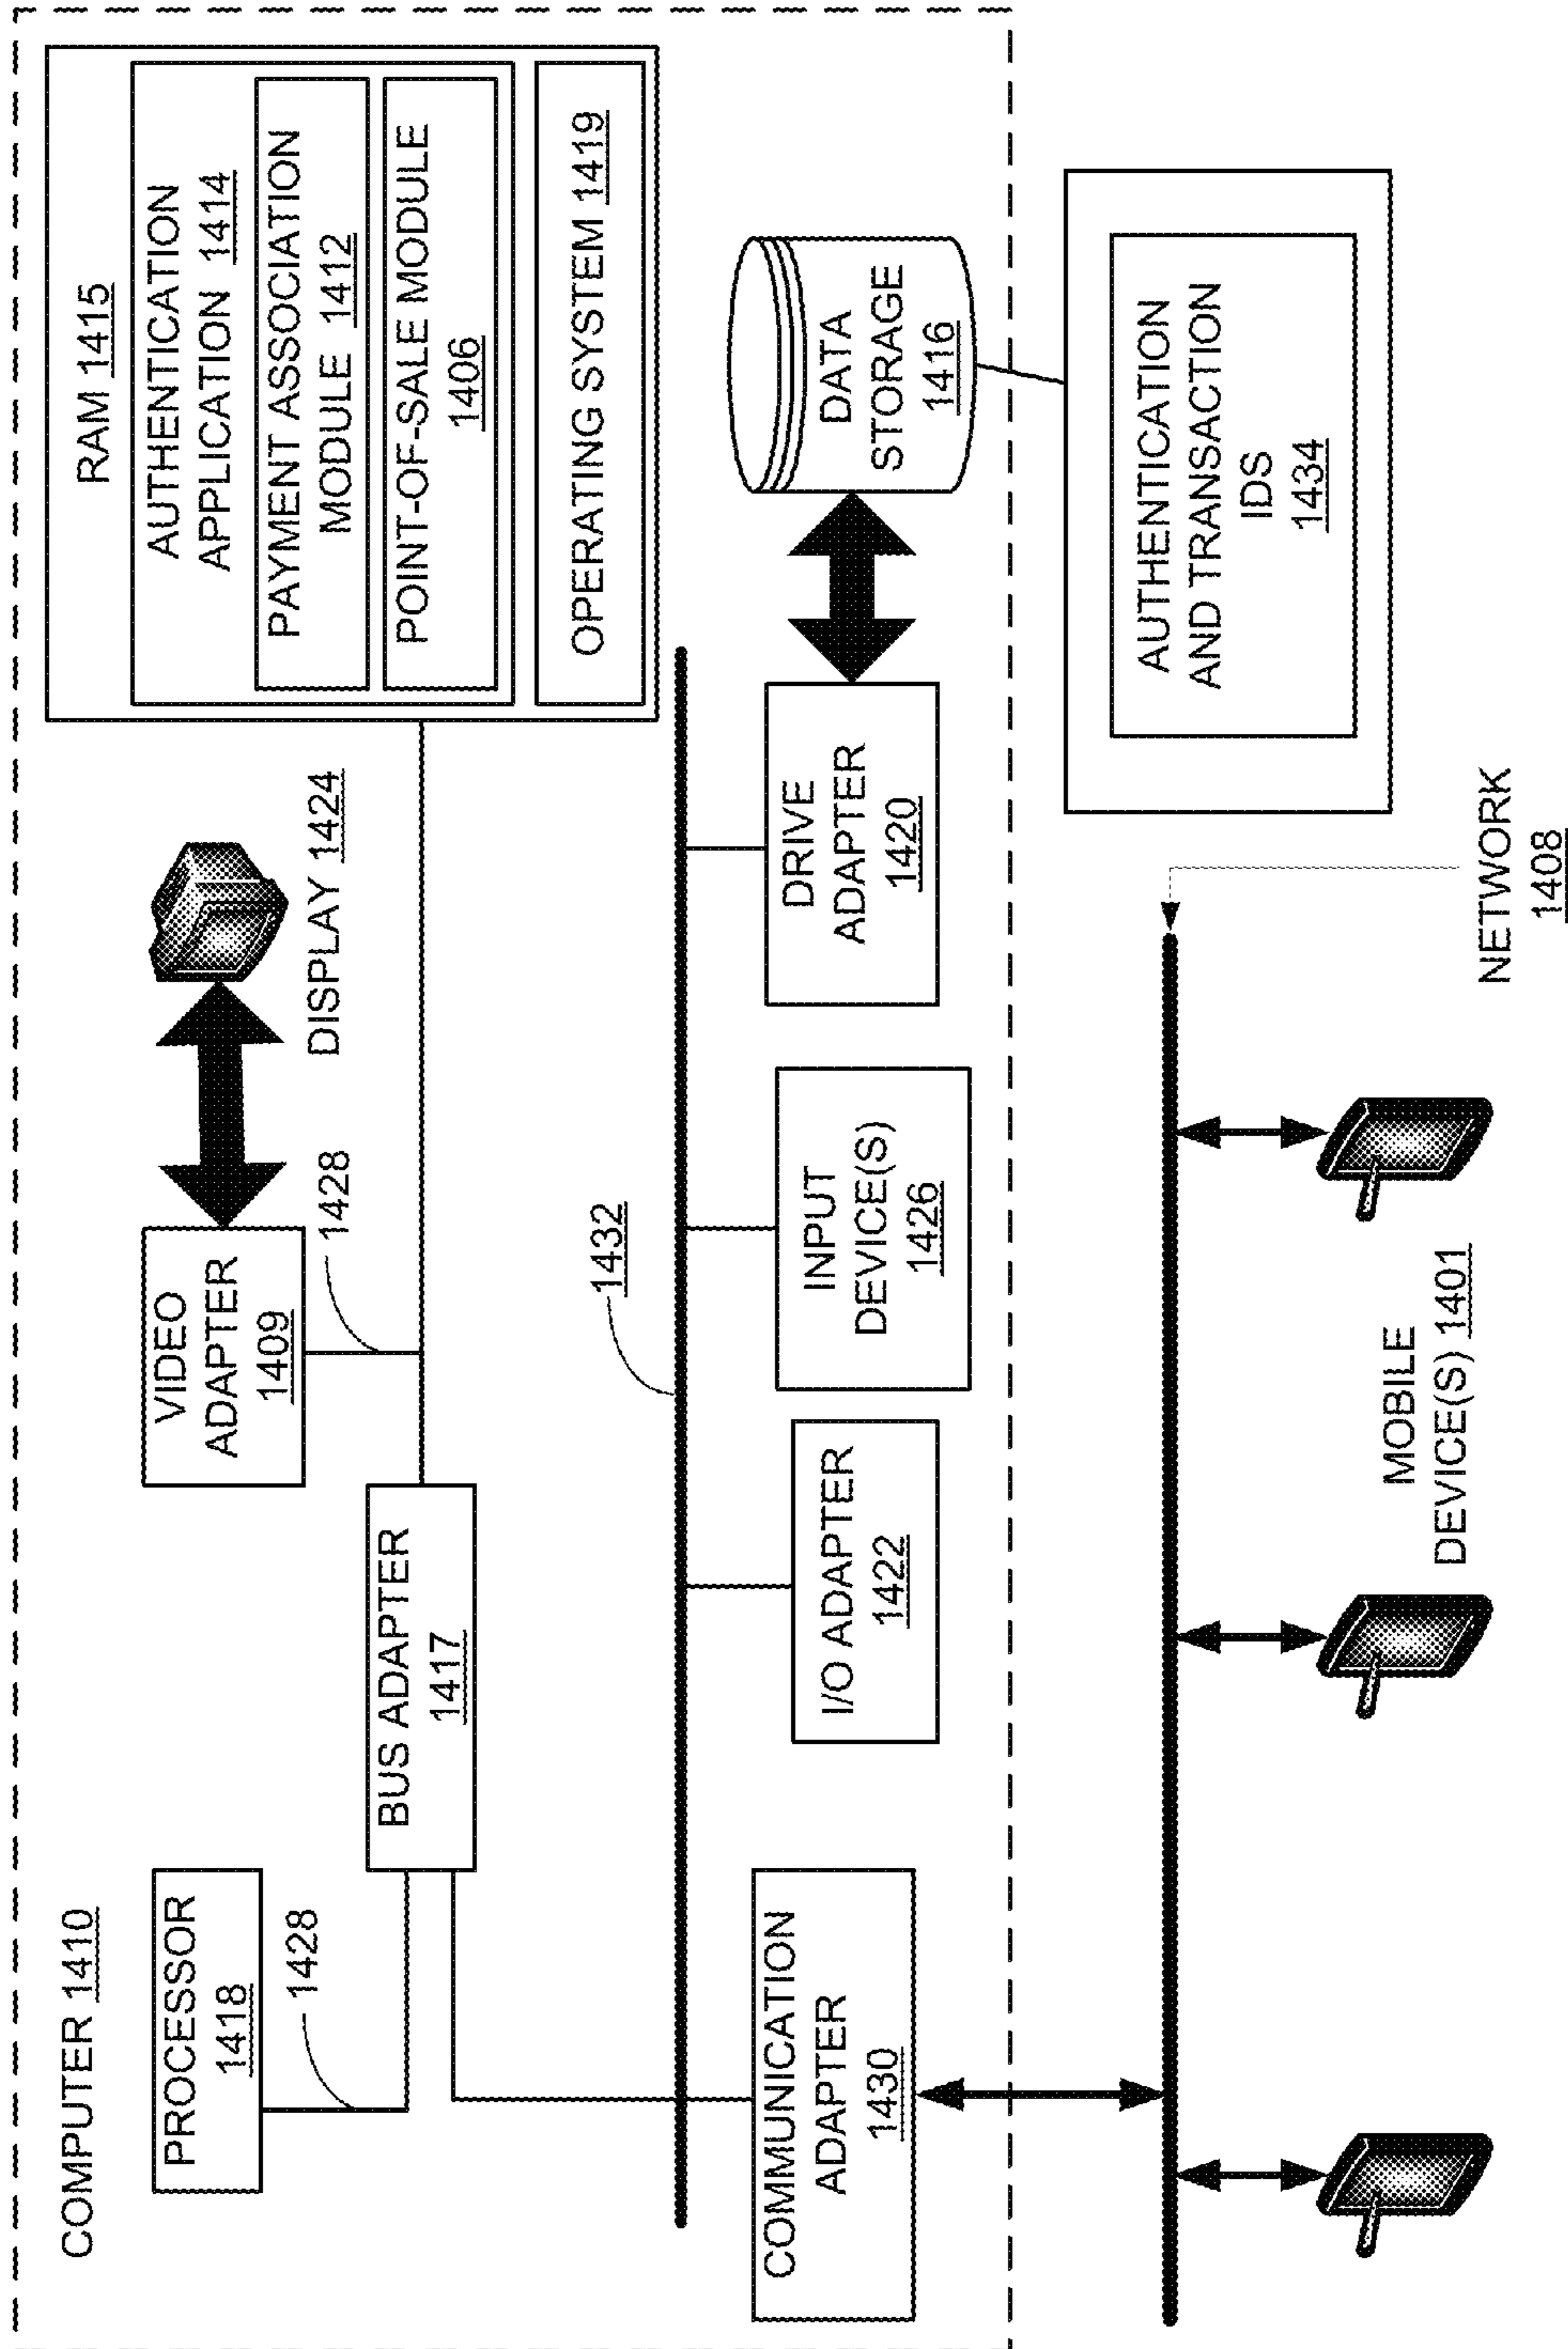 COMPUTER 1410
PROCESSOR
1418
1428
BUS ADAPTER
1417
VIDEO
ADAPTER
1409
1428
DISPLAY 1424
RAM 1415
AUTHENTICATION
APPLICATION 1414
PAYMENT ASSOCIATION
MODULE 1412
POINT-OF-SALE MODULE
1406
OPERATING SYSTEM 1419
1432
COMMUNICATION
ADAPTER
1430
I/O ADAPTER
1422
INPUT
DEVICE(S)
1426
DRIVE
ADAPTER
1420
DATA
STORAGE
1416
AUTHENTICATION
AND TRANSACTION
IDS
1434
NETWORK
1408
MOBILE
DEVICE(S) 1401